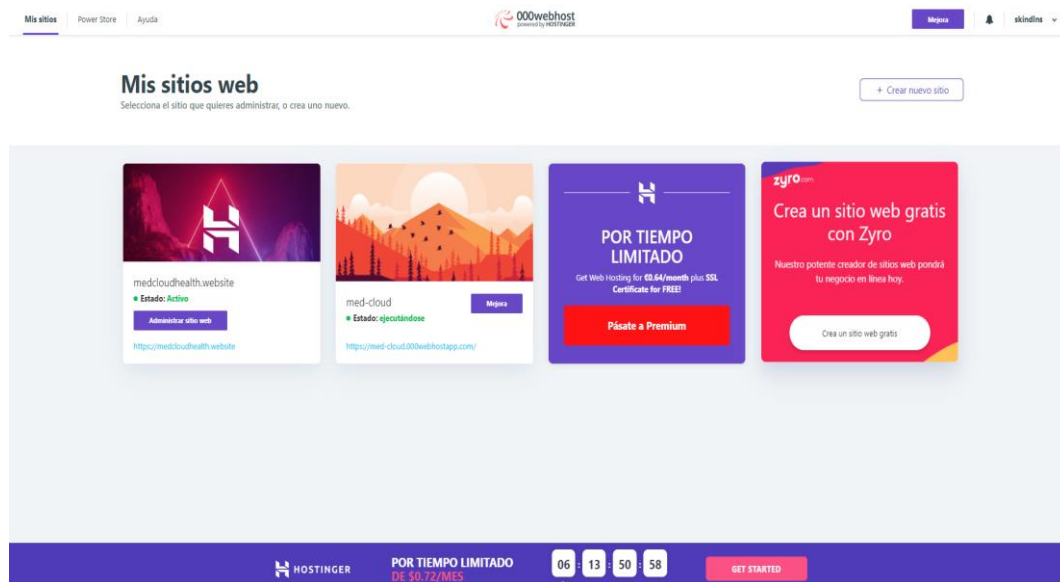 Mis sitios
Power Store
Ayuda
000webhost
powered by HOSTINGER
Mejora
skindlns
Mis sitios web
Selecciona el sitio que quieres administrar, o crea uno nuevo.
+ Crear nuevo sitio
medcloudhealth.website
Estado: Activo
Administrar sitio web
https://medcloudhealth.website
med-cloud
Mejora
Estado: ejecutándose
https://med-cloud.000webhostapp.com/
POR TIEMPO
LIMITADO
Get Web Hosting for €0.64/month plus SSL
Certificate for FREE!
Pásate a Premium
zyro.com
Crea un sitio web gratis
con Zyro
Nuestro potente creador de sitios web pondrá
tu negocio en línea hoy.
Crea un sitio web gratis
HOSTINGER
POR TIEMPO LIMITADO
DE $0.72/MES
06 : 13 : 50 : 58
GET STARTED